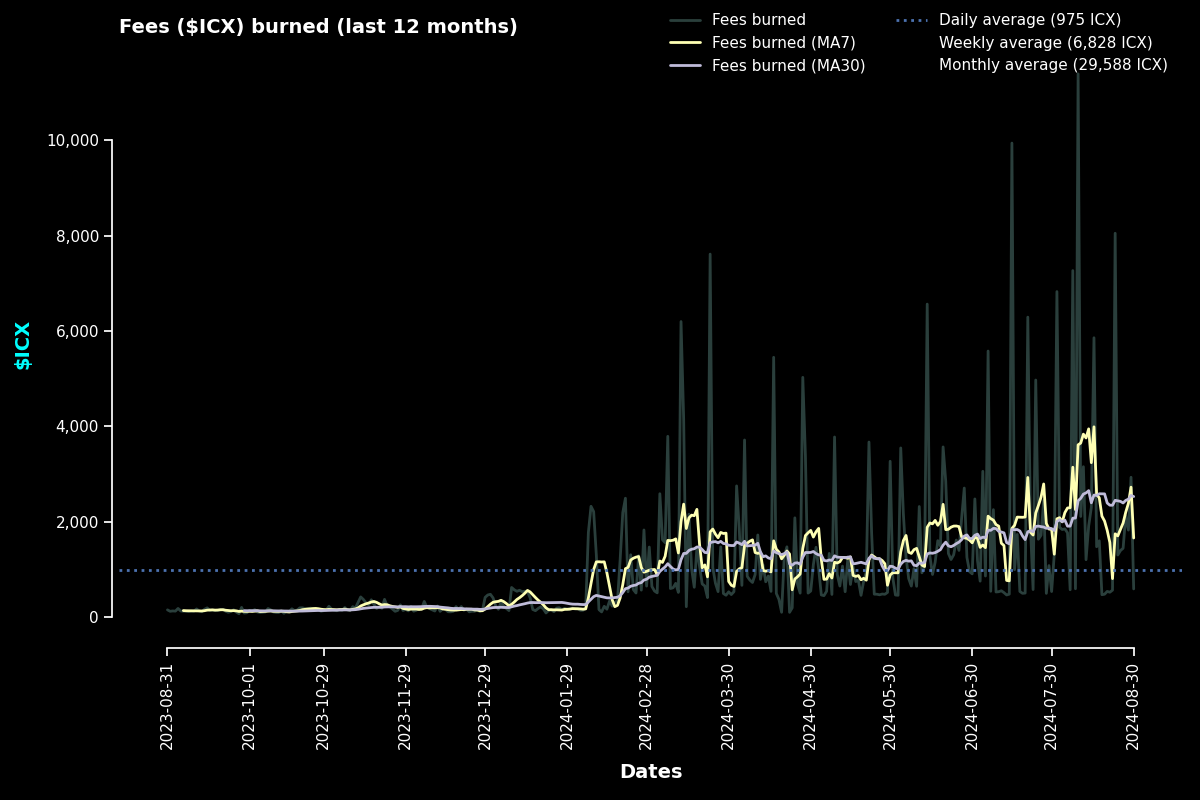 Fees ($ICX) burned (last 12 months)
Fees burned
Fees burned (MA7)
Fees burned (MA30)
Daily average (975 ICX)
Weekly average (6,828 ICX)
Monthly average (29,588 ICX)
10,000
8,000
6,000
4,000
2,000
0
$ICX
2023-08-31
2023-10-01
2023-10-29
2023-11-29
2023-12-29
2024-01-29
2024-02-28
2024-03-30
2024-04-30
2024-05-30
2024-06-30
2024-07-30
2024-08-30
Dates